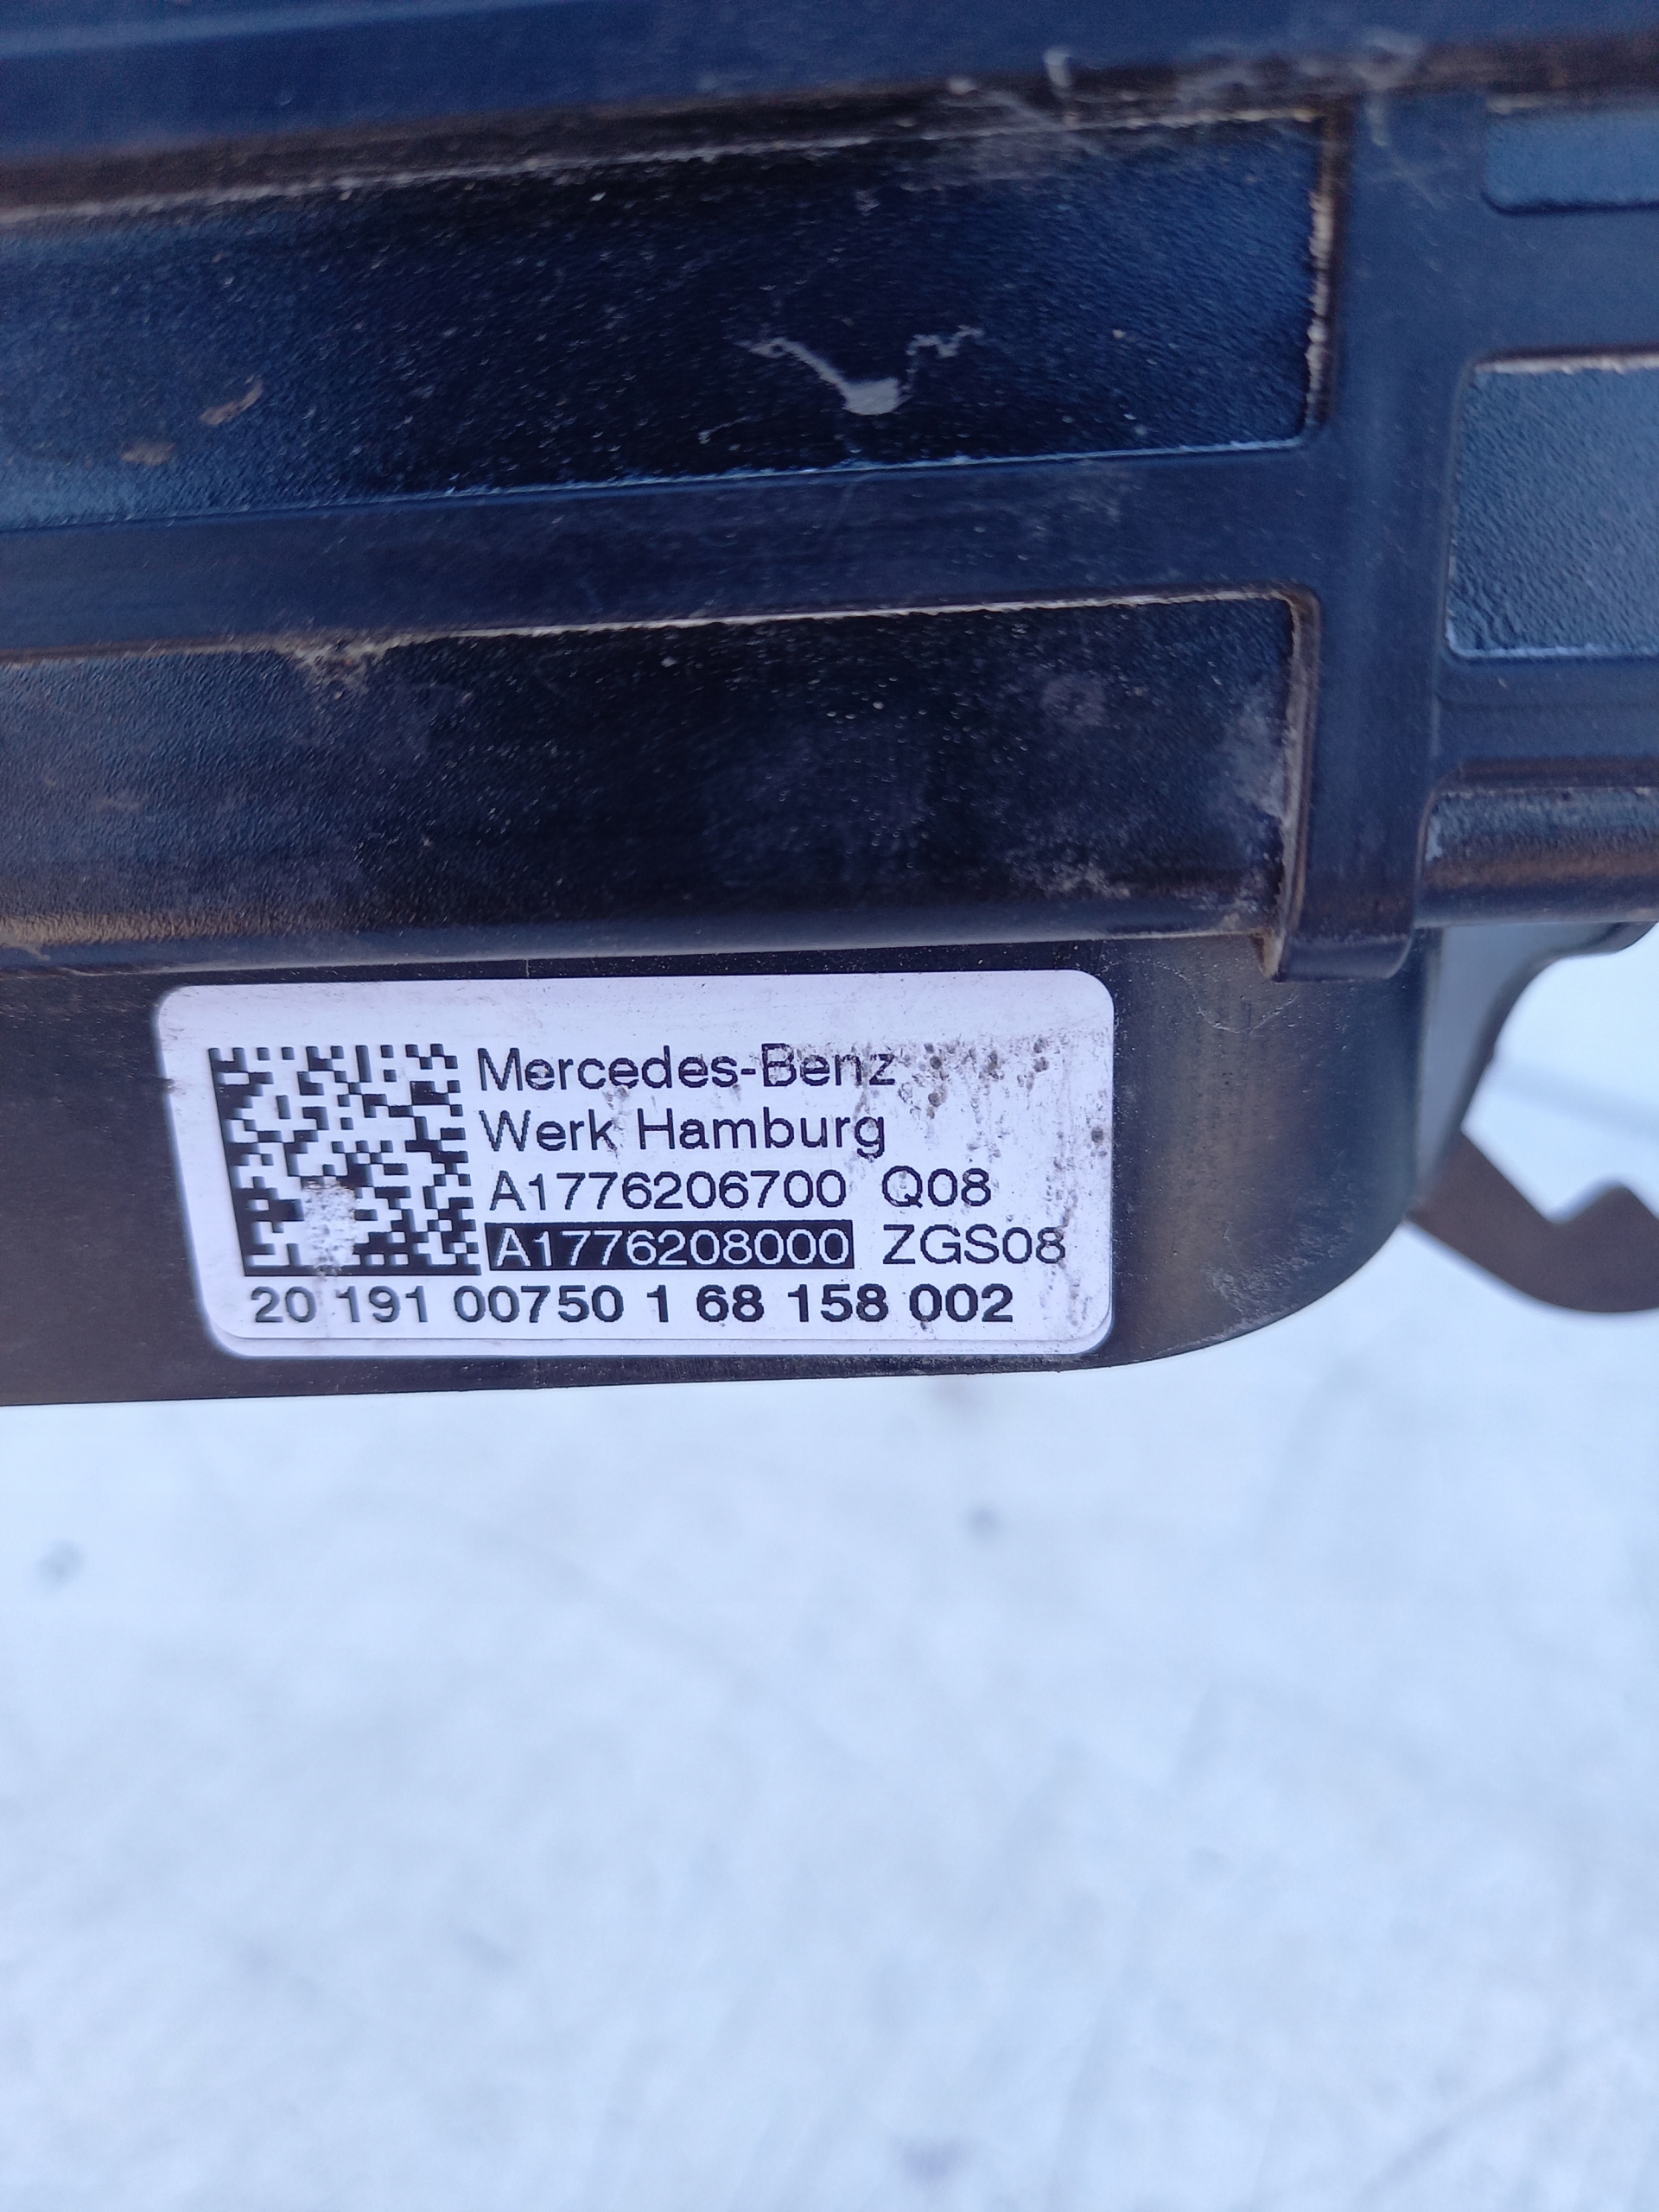 Mercedes-Benz
Werk Hamburg
A1776206700 Q08
A1776208000 ZGS08
20 191 00750 1 68 158 002